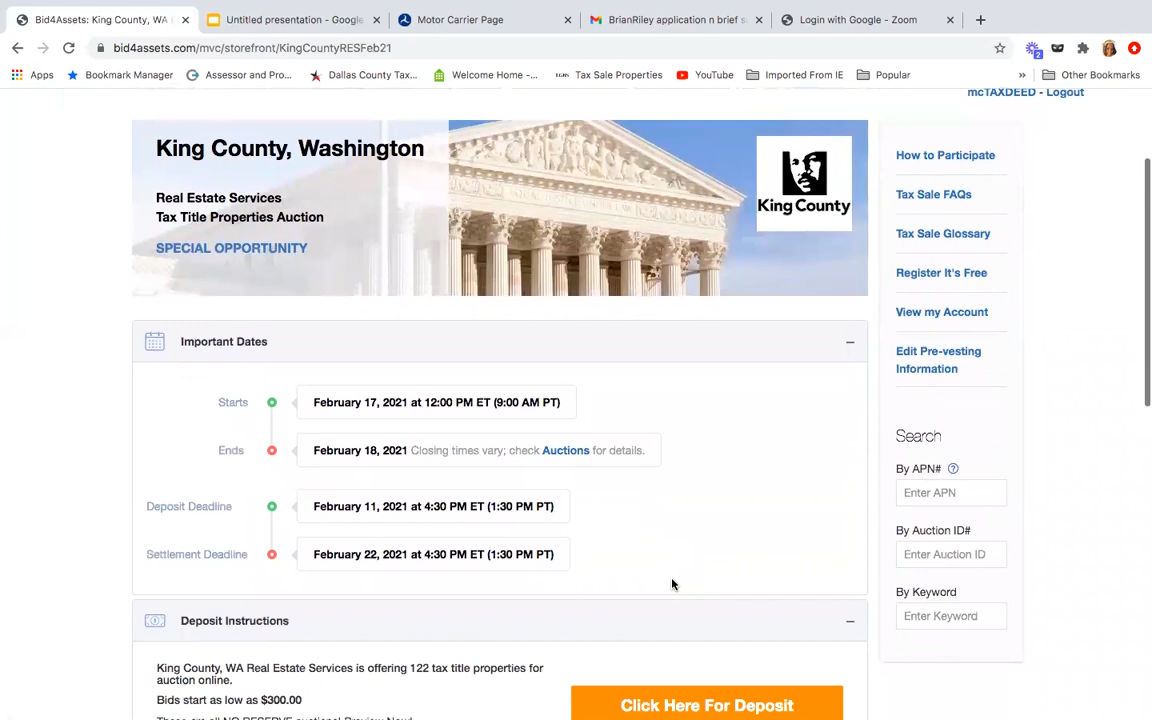 Bid4Assets: King County, WA
Untitled presentation - Google
Motor Carrier Page
BrianRiley application n brief
Login with Google - Zoom
bid4assets.com/mvc/storefront/KingCountyRESFeb21
2
Apps
Bookmark Manager
Assessor and Pro...
Dallas County Tax...
Welcome Home -...
Tax Sale Properties
YouTube
Imported From IE
Popular
»
Other Bookmarks
mcTAXDEED - Logout
King County, Washington
Real Estate Services
Tax Title Properties Auction
SPECIAL OPPORTUNITY
King County
Important Dates
Starts
February 17, 2021 at 12:00 PM ET (9:00 AM PT)
Ends
February 18, 2021 Closing times vary; check Auctions for details.
Deposit Deadline
February 11, 2021 at 4:30 PM ET (1:30 PM PT)
Settlement Deadline
February 22, 2021 at 4:30 PM ET (1:30 PM PT)
Deposit Instructions
King County, WA Real Estate Services is offering 122 tax title properties for
auction online.
Bids start as low as $300.00
These are all NO RESERVE auctions! Preview Now!
Click Here For Deposit
How to Participate
Tax Sale FAQs
Tax Sale Glossary
Register It's Free
View my Account
Edit Pre-vesting
Information
Search
By APN# ?
Enter APN
By Auction ID#
Enter Auction ID
By Keyword
Enter Keyword